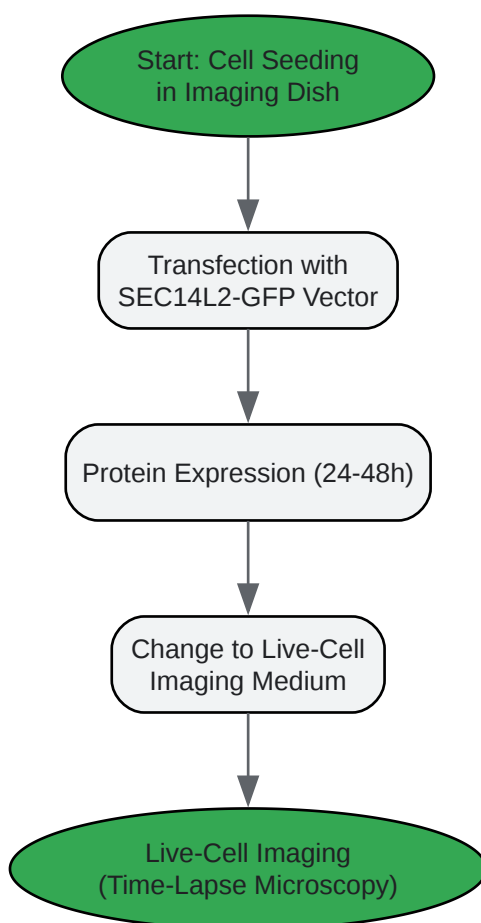 Start: Cell Seeding
in Imaging Dish
Transfection with
SEC14L2-GFP Vector
Protein Expression (24-48h)
Change to Live-Cell
Imaging Medium
Live-Cell Imaging
(Time-Lapse Microscopy)